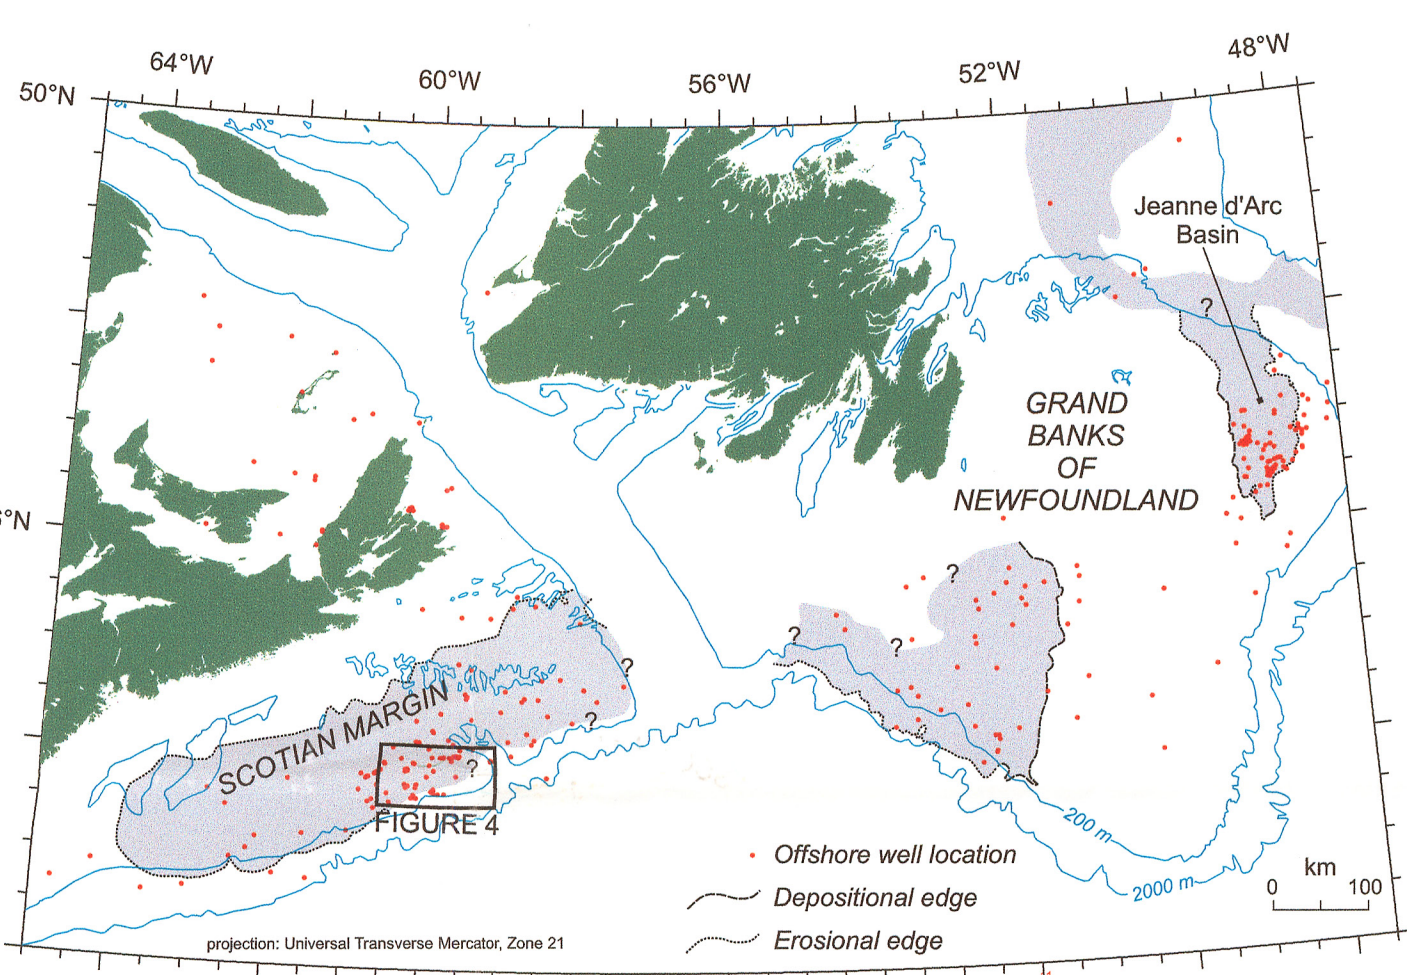 64°W
60°W
56°W
52°W
48°W
50°N
Jeanne d'Arc
Basin
?
GRAND
BANKS
OF
NEWFOUNDLAND
6°N
?
?
?
?
?
SCOTIAN MARGIN
?
FIGURE 4
200 m
2000 m
Offshore well location
Depositional edge
Erosional edge
km
0 100
projection: Universal Transverse Mercator, Zone 21